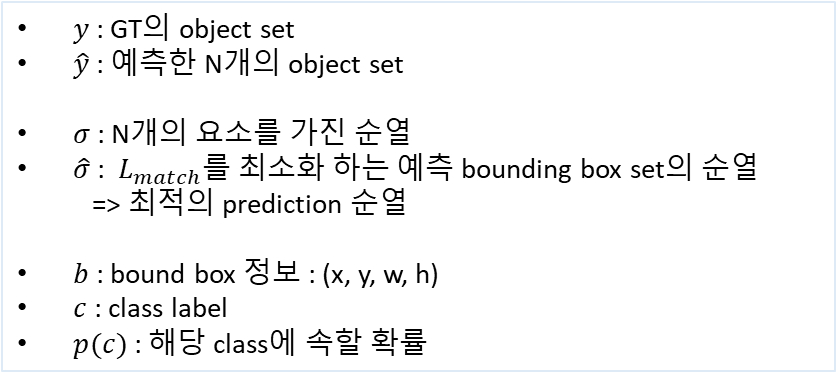 • y : GT의 object set
• ŷ : 예측한 N개의 object set
• σ : N개의 요소를 가진 순열
• σ̂ : L_match를 최소화 하는 예측 bounding box set의 순열
=> 최적의 prediction 순열
• b : bound box 정보 : (x, y, w, h)
• c : class label
• p(c) : 해당 class에 속할 확률